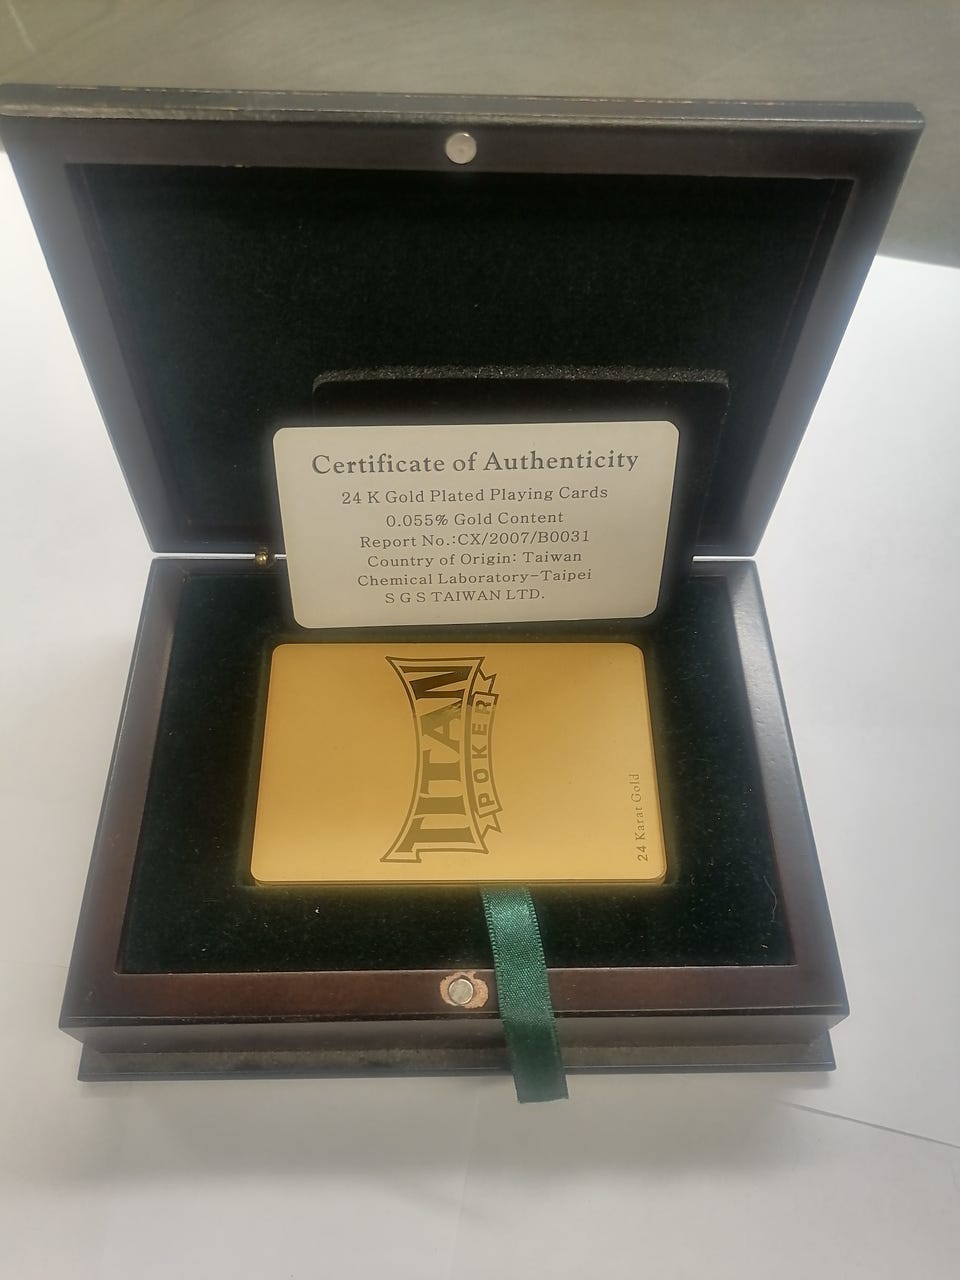 Certificate of Authenticity
24 K Gold Plated Playing Cards
0.055% Gold Content
Report No.:CX/2007/B0031
Country of Origin: Taiwan
Chemical Laboratory-Taipei
S G S TAIWAN LTD.
TITAN
POKER
24 Karat Gold